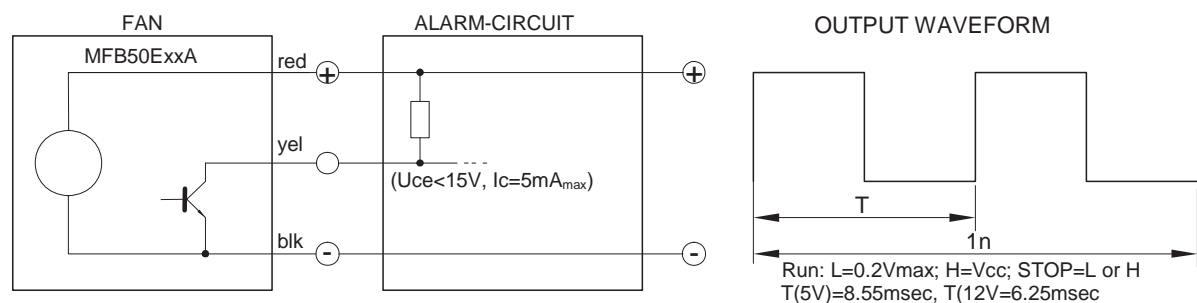 FAN
MFB50ExxA
red
+
yel
blk
-
ALARM-CIRCUIT
(Uce<15V, Ic=5mAmax)
+
-
OUTPUT WAVEFORM
T
1n
Run: L=0.2Vmax; H=Vcc; STOP=L or H
T(5V)=8.55msec, T(12V=6.25msec